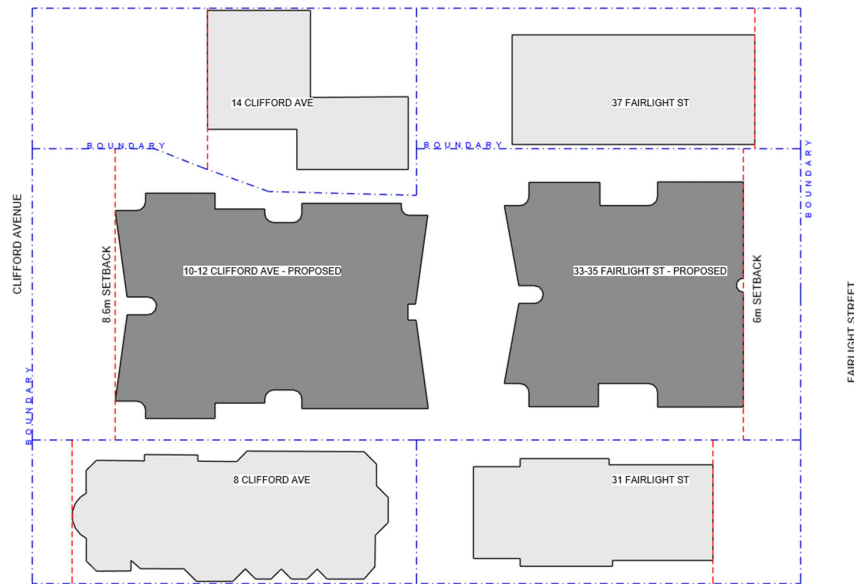 14 CLIFFORD AVE
37 FAIRLIGHT ST
BOUNDARY
BOUNDARY
BOUNDARY
CLIFFORD AVENUE
8.6m SETBACK
10-12 CLIFFORD AVE - PROPOSED
33-35 FAIRLIGHT ST - PROPOSED
6m SETBACK
FAIRLIGHT STREET
BOUNDARY
8 CLIFFORD AVE
31 FAIRLIGHT ST